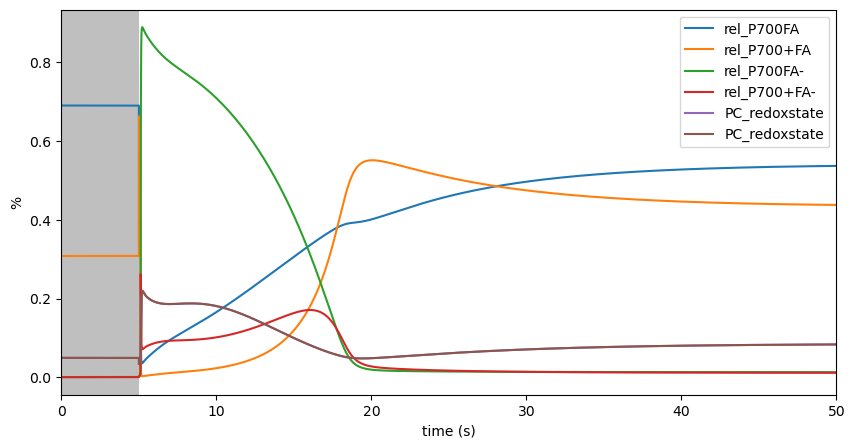 rel_P700FA
rel_P700+FA
rel_P700FA-
rel_P700+FA-
PC_redoxstate
PC_redoxstate
%
0.8
0.6
0.4
0.2
0.0
0 10 20 30 40 50
time (s)